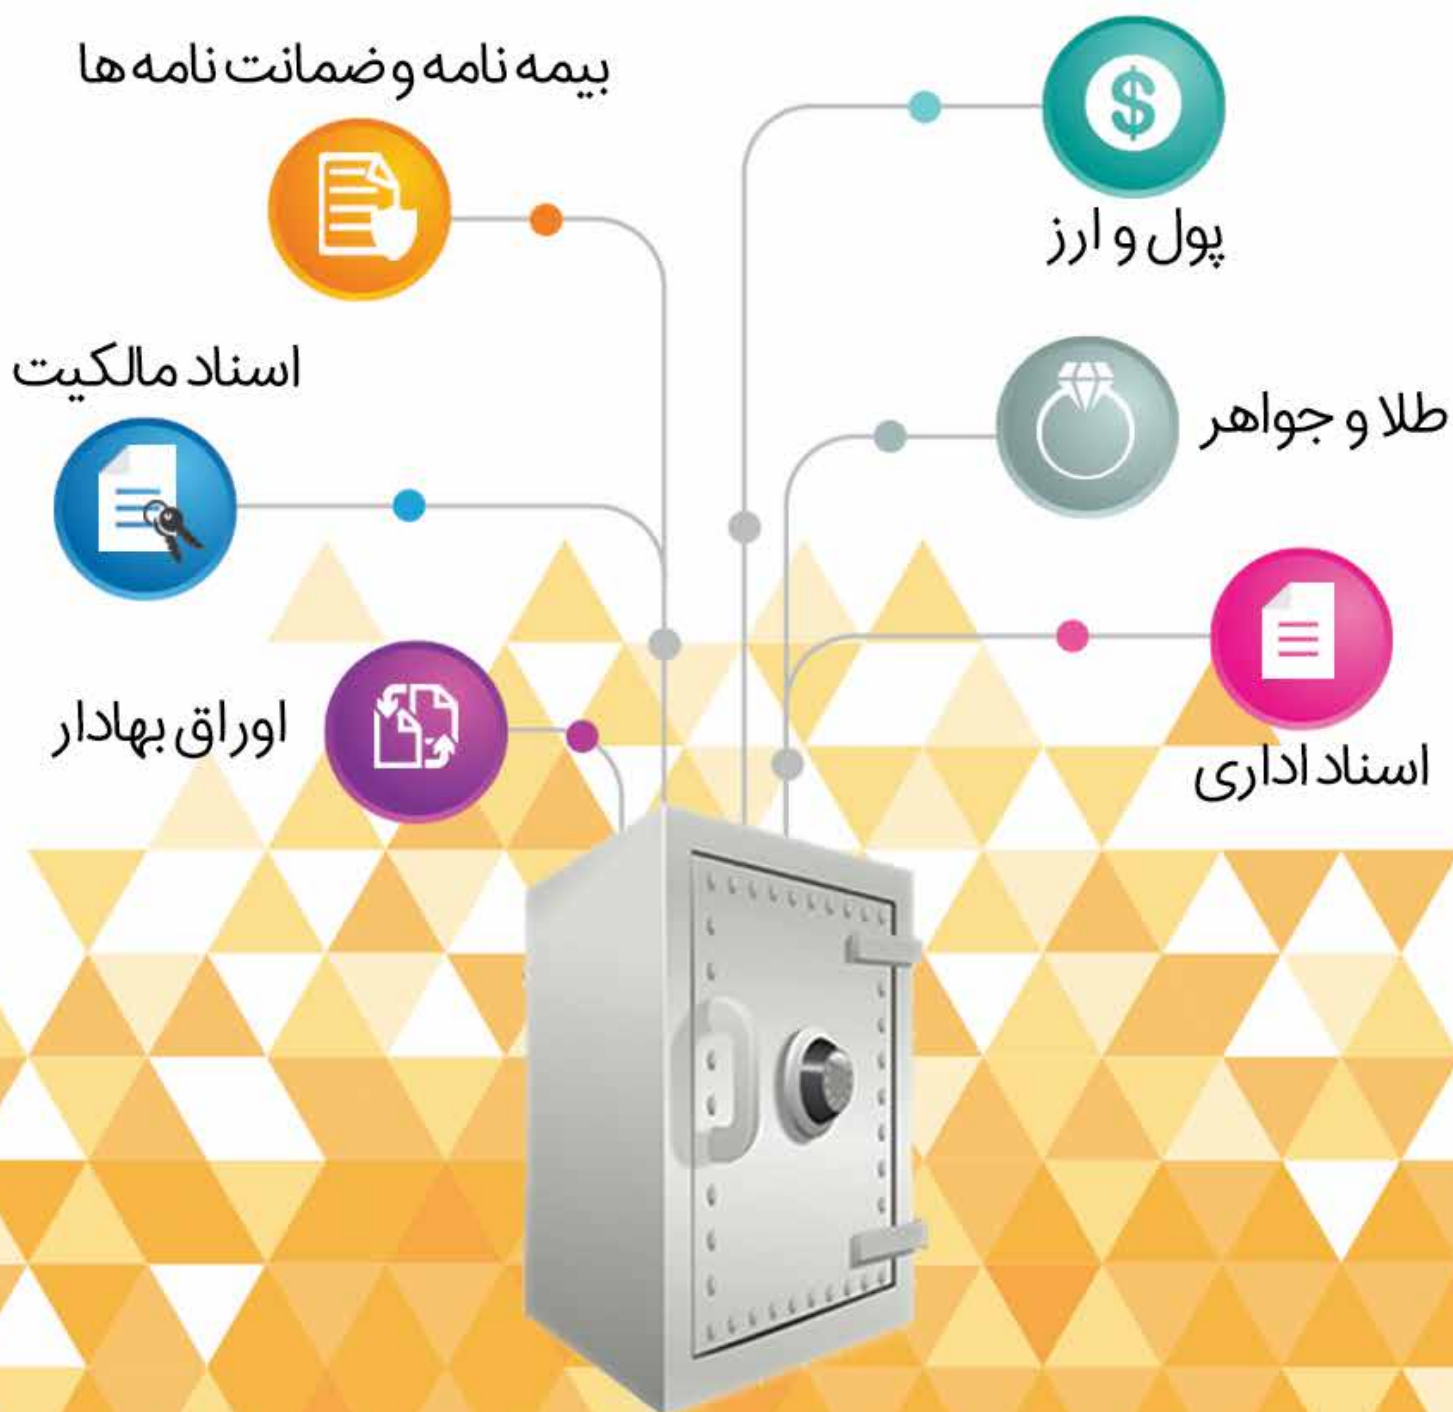 بیمه نامه و ضمانت نامه ها
پول و ارز
اسناد مالکیت
طلا و جواهر
اوراق بهادار
اسناد اداری